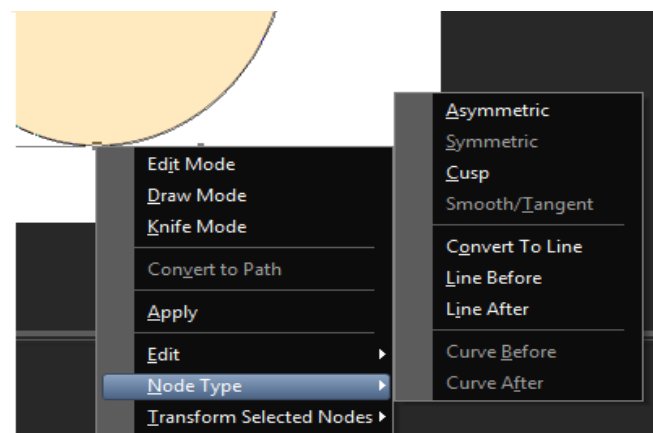 Edit Mode
Draw Mode
Knife Mode
Convert to Path
Apply
Edit
Node Type
Transform Selected Nodes
Asymmetric
Symmetric
Cusp
Smooth/Tangent
Convert To Line
Line Before
Line After
Curve Before
Curve After